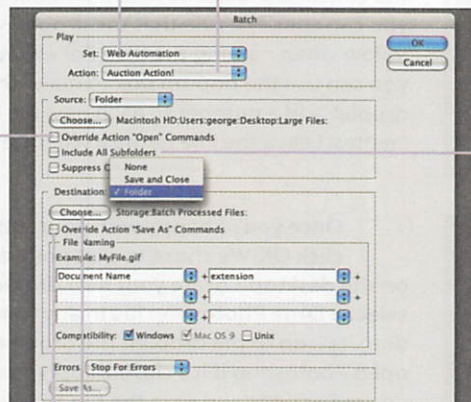 Batch
Play
Set: Web Automation
OK
Action: Auction Action!
Cancel
Source: Folder
Choose... Macintosh HD:Users:george:Desktop:Large Files:
Override Action "Open" Commands
Include All Subfolders
Suppress
None
Save and Close
Destination: ✓ Folder
Choose... Storage:Batch Processed Files:
Override Action "Save As" Commands
File Naming
Example: MyFile.gif
Document Name + extension +
+ +
+
Compatibility: Windows Mac OS 9 Unix
Errors: Stop For Errors
Save As...